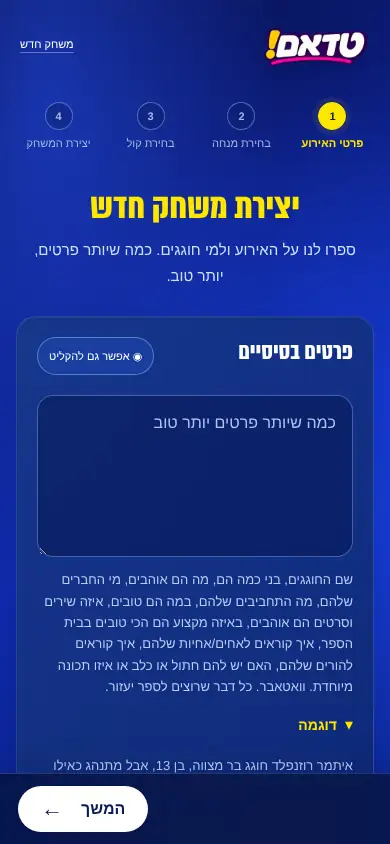 טדאם!
משחק חדש
1
2
3
4
פרטי האירוע
בחירת מנחה
בחירת קול
יצירת המשחק
יצירת משחק חדש
ספרו לנו על האירוע ולמי חוגגים. כמה שיותר פרטים,
יותר טוב.
פרטים בסיסיים
◉ אפשר גם להקליט
כמה שיותר פרטים יותר טוב
שם החוגגים, בני כמה הם, מה הם אוהבים, מי החברים
שלהם, מה התחביבים שלהם, במה הם טובים, איזה שירים
וסרטים הם אוהבים, באיזה מקצוע הם הכי טובים בבית
הספר, איך קוראים לאחים/אחיות שלהם, איך קוראים
להורים שלהם, האם יש להם חתול או כלב או איזו תכונה
מיוחדת. וואטאבר. כל דבר שרוצים לספר יעזור.
▼ דוגמה
איתמר רוזנפלד חוגג בר מצווה, בן 13, אבל מתנהג כאילו
המשך ←